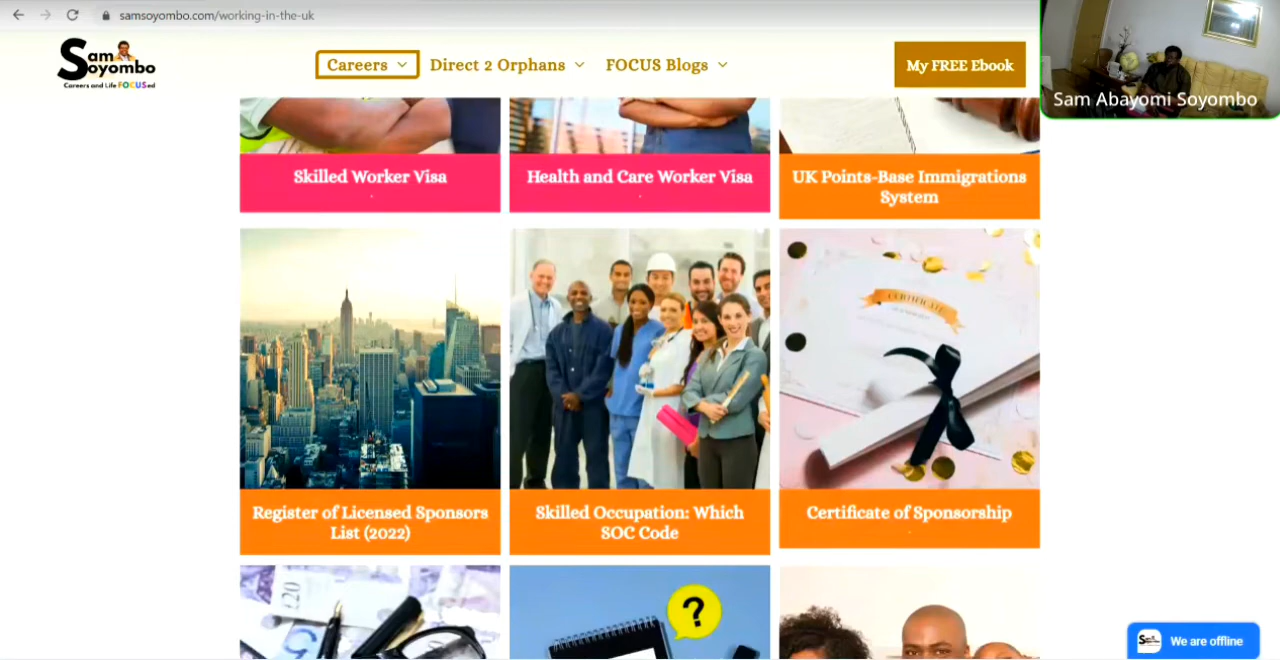 samsoyombo.com/working-in-the-uk
Sam
Soyombo
Careers and Life FOCUSed
Careers
Direct 2 Orphans
FOCUS Blogs
My FREE Ebook
Sam Abayomi Soyombo
Skilled Worker Visa
Health and Care Worker Visa
UK Points-Base Immigrations
System
CERTIFICATE
Register of Licensed Sponsors
List (2022)
Skilled Occupation: Which
SOC Code
Certificate of Sponsorship
£20
?
We are offline